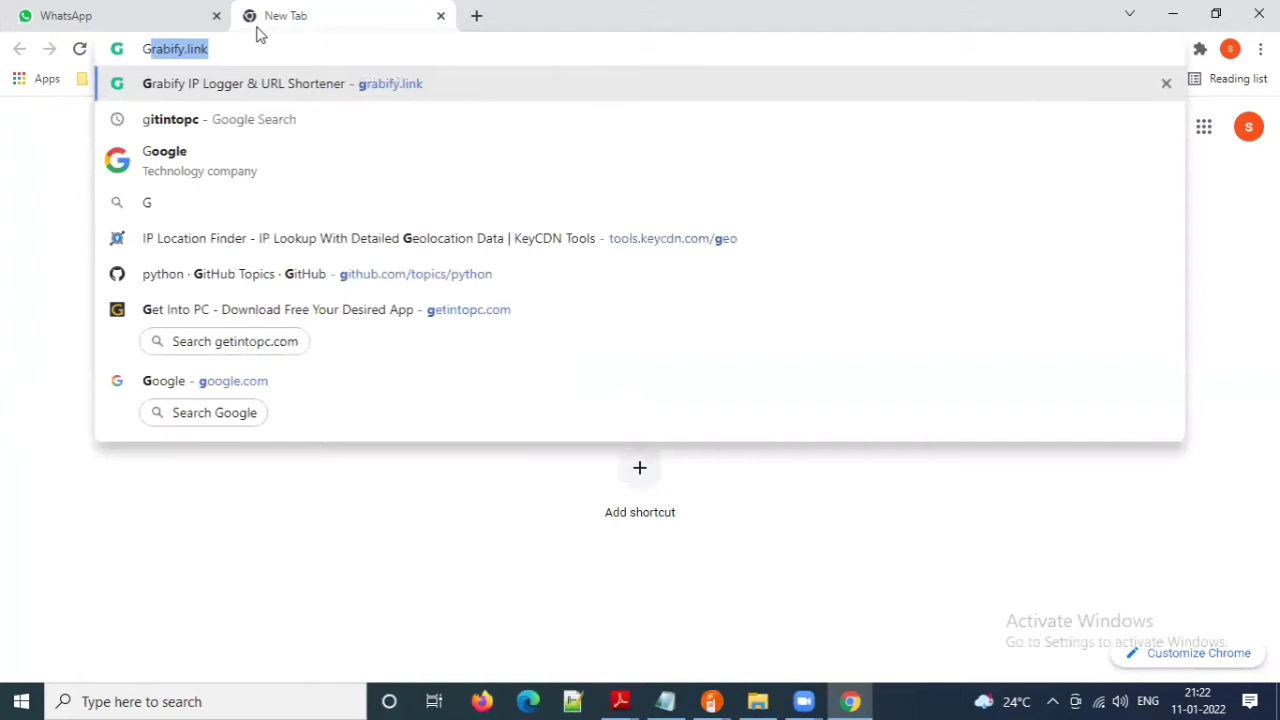 WhatsApp
New Tab
Grabify.link
Apps
Reading list
Grabify IP Logger & URL Shortener - grabify.link
gitintopc - Google Search
Google
Technology company
G
IP Location Finder - IP Lookup With Detailed Geolocation Data | KeyCDN Tools - tools.keycdn.com/geo
python · GitHub Topics · GitHub - github.com/topics/python
Get Into PC - Download Free Your Desired App - getintopc.com
Search getintopc.com
Google - google.com
Search Google
S
S
Add shortcut
Activate Windows
Go to Settings to activate Windows.
Customize Chrome
Type here to search
24°C
ENG
21:22
11-01-2022